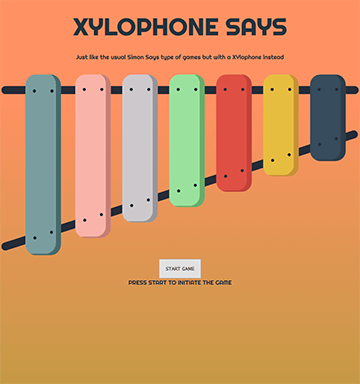 XYLOPHONE SAYS
Just like the usual Simon Says type of games but with a XYlophone instead
START GAME
PRESS START TO INITIATE THE GAME